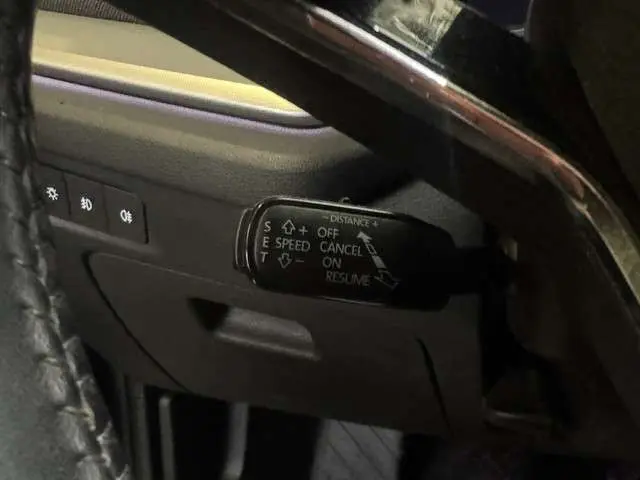 - DISTANCE +
S + OFF
E SPEED CANCEL
T - ON
RESUME